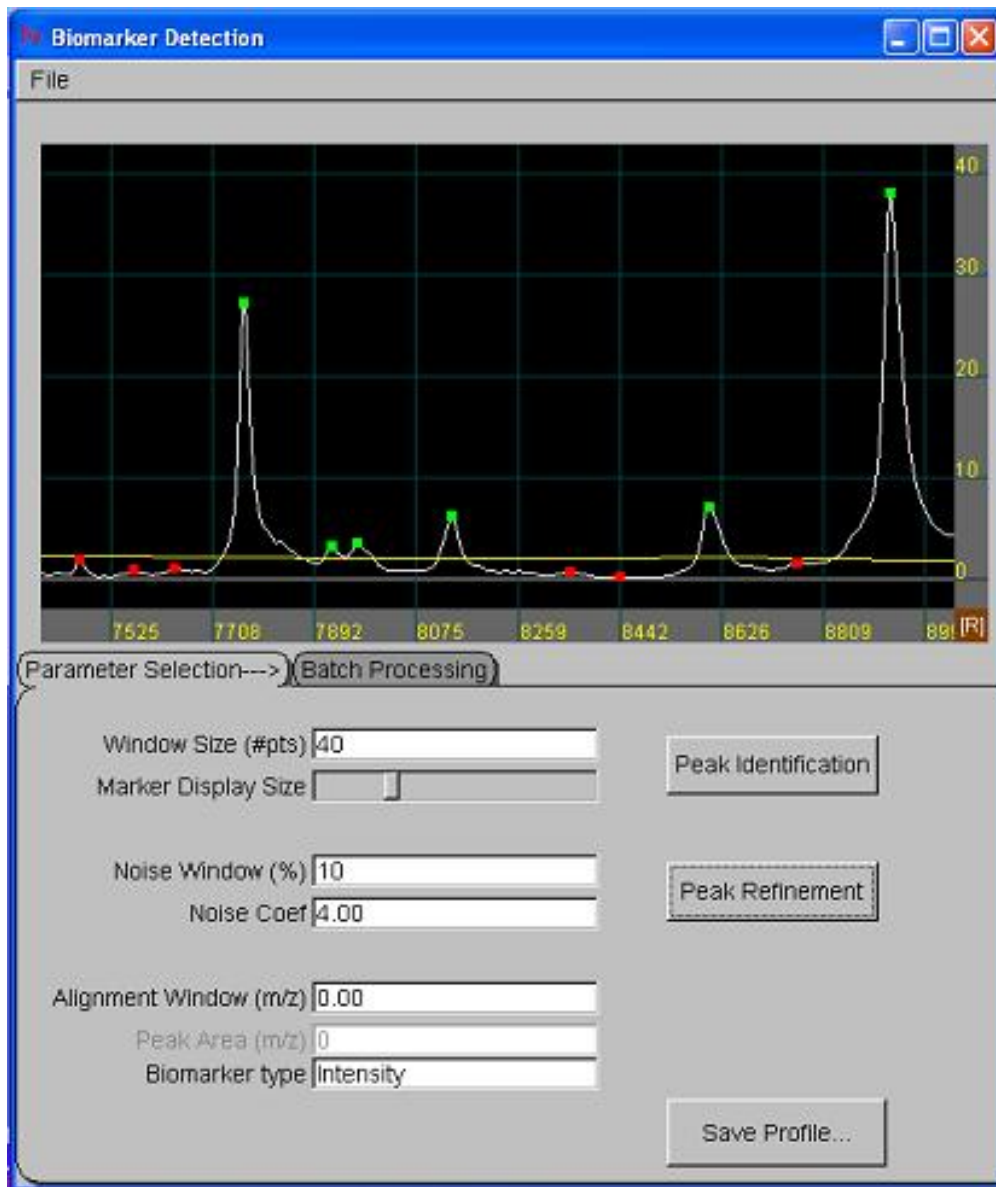 Biomarker Detection
File
40
30
20
10
0
7525 7708 7892 8075 8259 8442 8626 8809 899 [R]
Parameter Selection---> Batch Processing
Window Size (#pts) 40
Peak Identification
Marker Display Size
Noise Window (%) 10
Peak Refinement
Noise Coef 4.00
Alignment Window (m/z) 0.00
Peak Area (m/z) 0
Biomarker type Intensity
Save Profile...